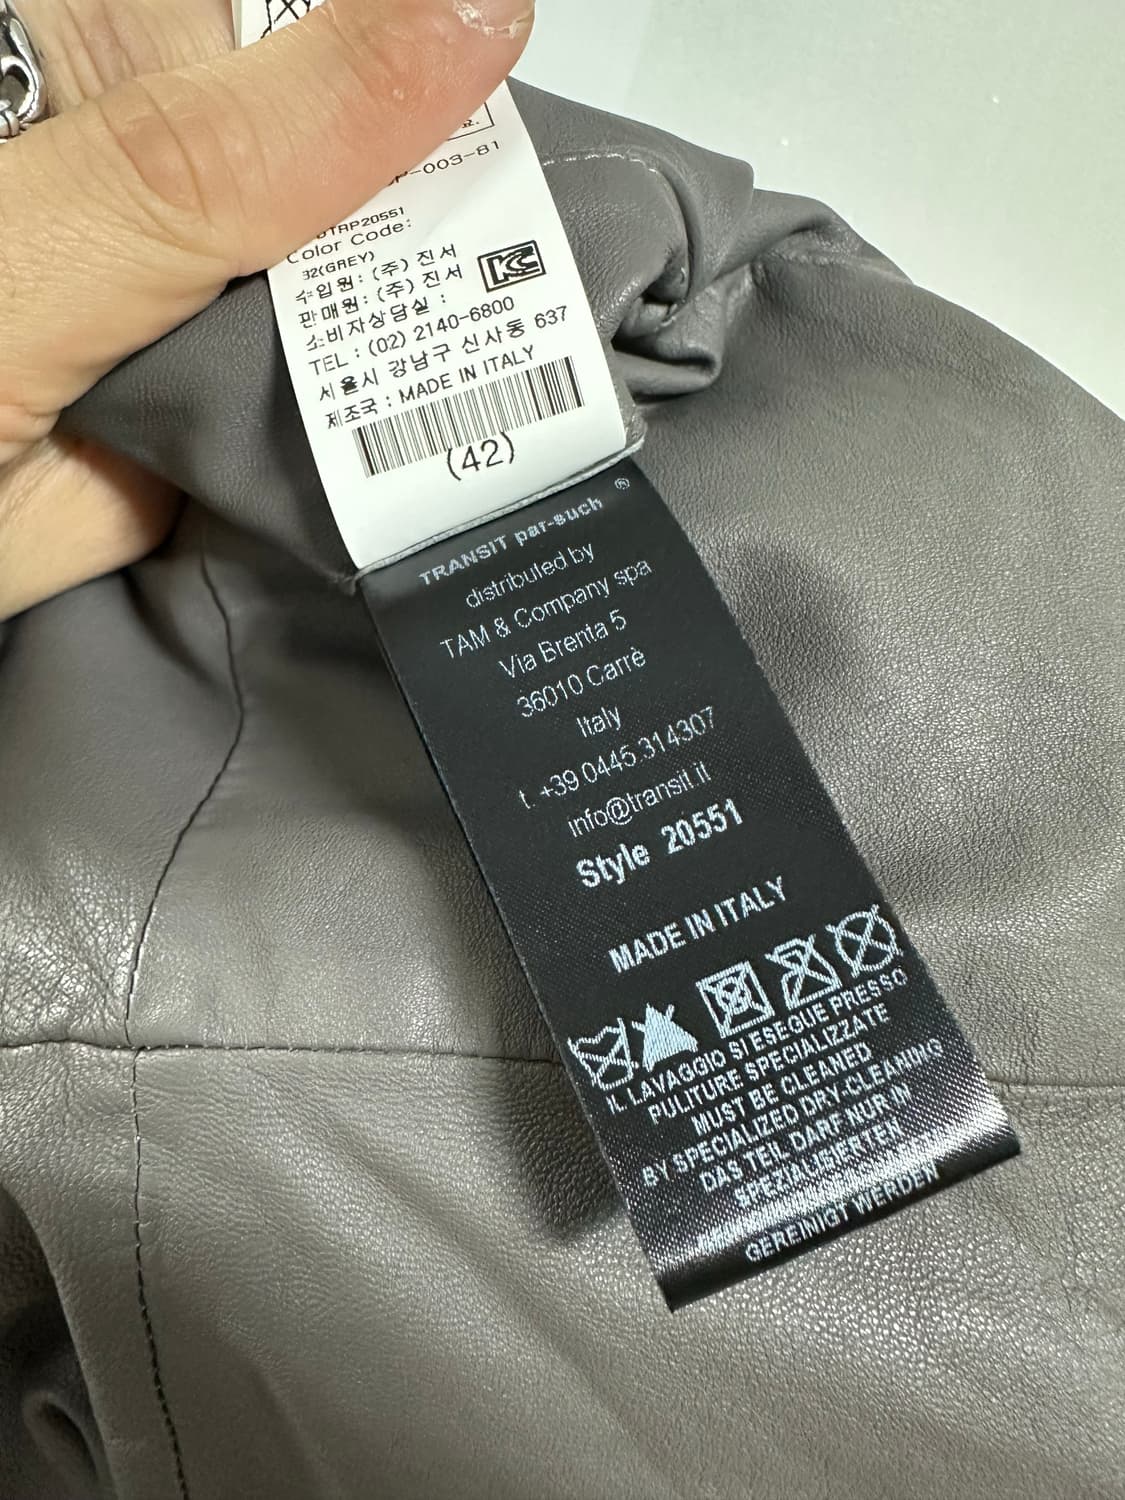 -003-81
TRP20551
Color Code:
32(GREY)
수입원: (주) 진서
판매원: (주) 진서
소비자상담실 :
TEL : (02) 2140-6800
서울시 강남구 신사동 637
제조국 : MADE IN ITALY
(42)
TRANSIT par-such ®
distributed by
TAM & Company spa
Via Brenta 5
36010 Carrè
Italy
t. +39 0445.314307
info@transit.it
Style 20551
MADE IN ITALY
IL LAVAGGIO SI ESEGUE PRESSO
PULITURE SPECIALIZZATE
MUST BE CLEANED
BY SPECIALIZED DRY-CLEANING
DAS TEIL DARF NUR IN
SPEZIALISIERTEN
GEREINIGT WERDEN